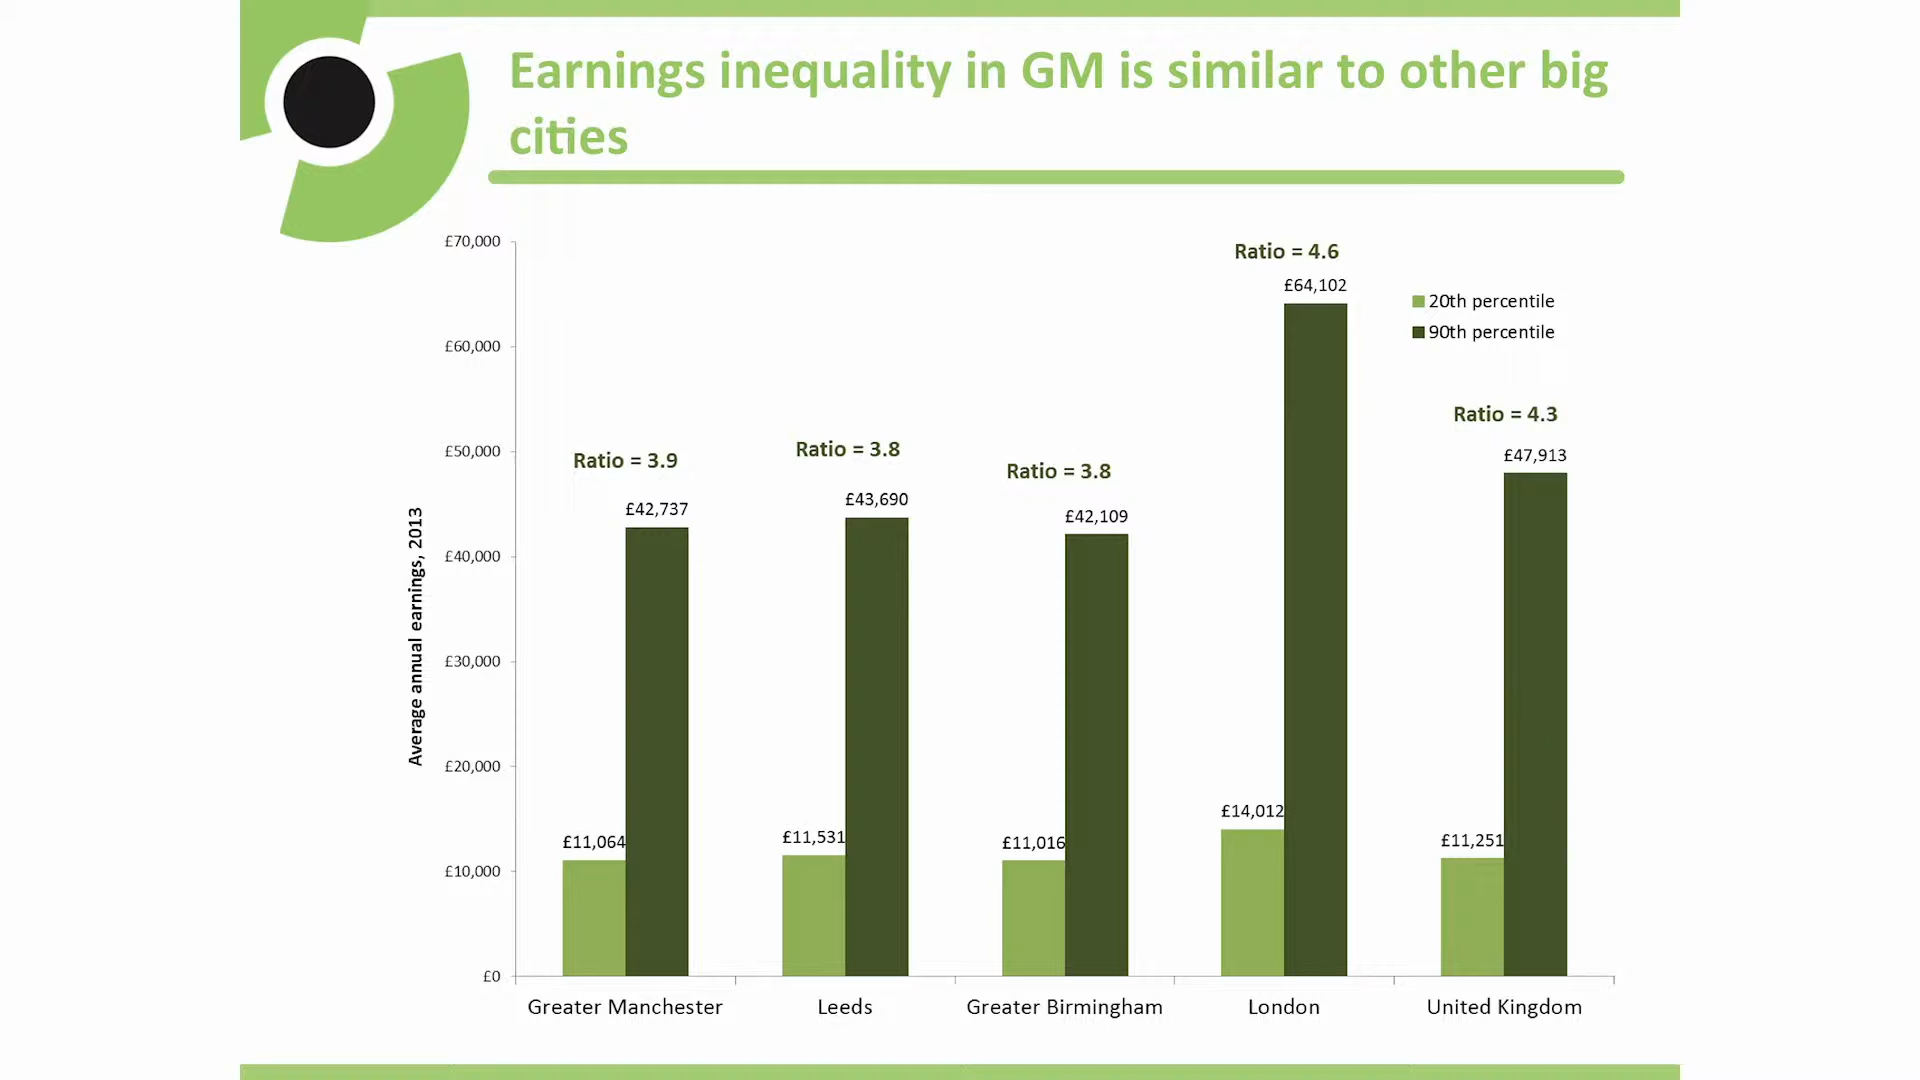 Earnings inequality in GM is similar to other big
cities
£70,000
£60,000
£50,000
£40,000
£30,000
£20,000
£10,000
£0
Average annual earnings, 2013
Ratio = 3.9
£42,737
£11,064
Greater Manchester
Ratio = 3.8
£43,690
£11,531
Leeds
Ratio = 3.8
£42,109
£11,016
Greater Birmingham
Ratio = 4.6
£64,102
£14,012
London
20th percentile
90th percentile
Ratio = 4.3
£47,913
£11,251
United Kingdom